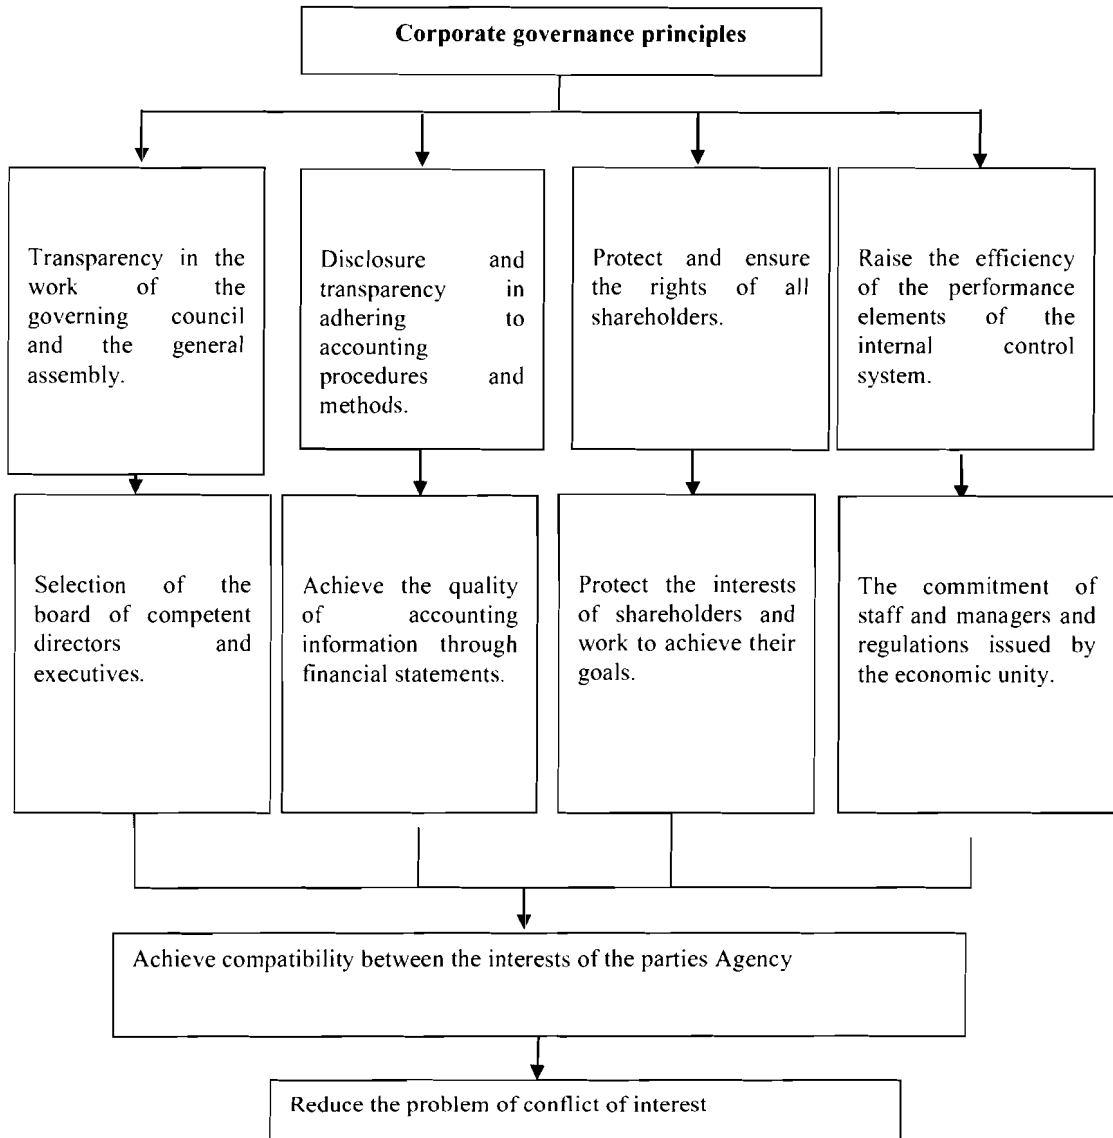 Corporate governance principles
Transparency in the
work of the
governing council
and the general
assembly.
Disclosure and
transparency in
adhering to
accounting
procedures and
methods.
Protect and ensure
the rights of all
shareholders.
Raise the efficiency
of the performance
elements of the
internal control
system.
Selection of the
board of competent
directors and
executives.
Achieve the quality
of accounting
information through
financial statements.
Protect the interests
of shareholders and
work to achieve their
goals.
The commitment of
staff and managers and
regulations issued by
the economic unity.
Achieve compatibility between the interests of the parties Agency
Reduce the problem of conflict of interest